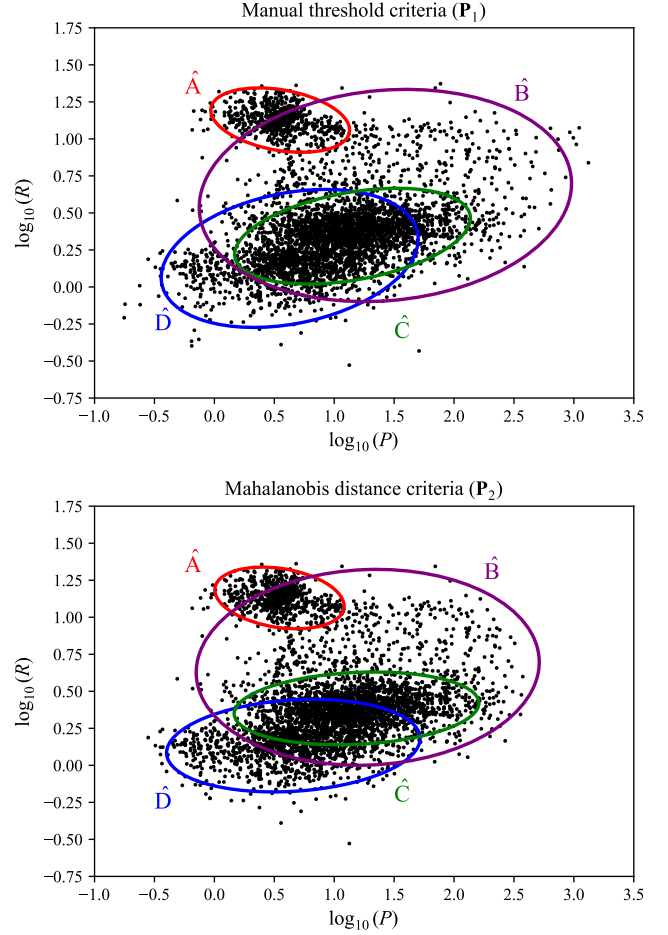 Manual threshold criteria (P₁)
1.75
1.50
1.25
1.00
0.75
0.50
0.25
0.00
−0.25
−0.50
−0.75
log₁₀(R)
Â
B̂
Ĉ
D̂
−1.0 −0.5 0.0 0.5 1.0 1.5 2.0 2.5 3.0 3.5
log₁₀(P)
Mahalanobis distance criteria (P₂)
1.75
1.50
1.25
1.00
0.75
0.50
0.25
0.00
−0.25
−0.50
−0.75
log₁₀(R)
Â
B̂
Ĉ
D̂
−1.0 −0.5 0.0 0.5 1.0 1.5 2.0 2.5 3.0 3.5
log₁₀(P)